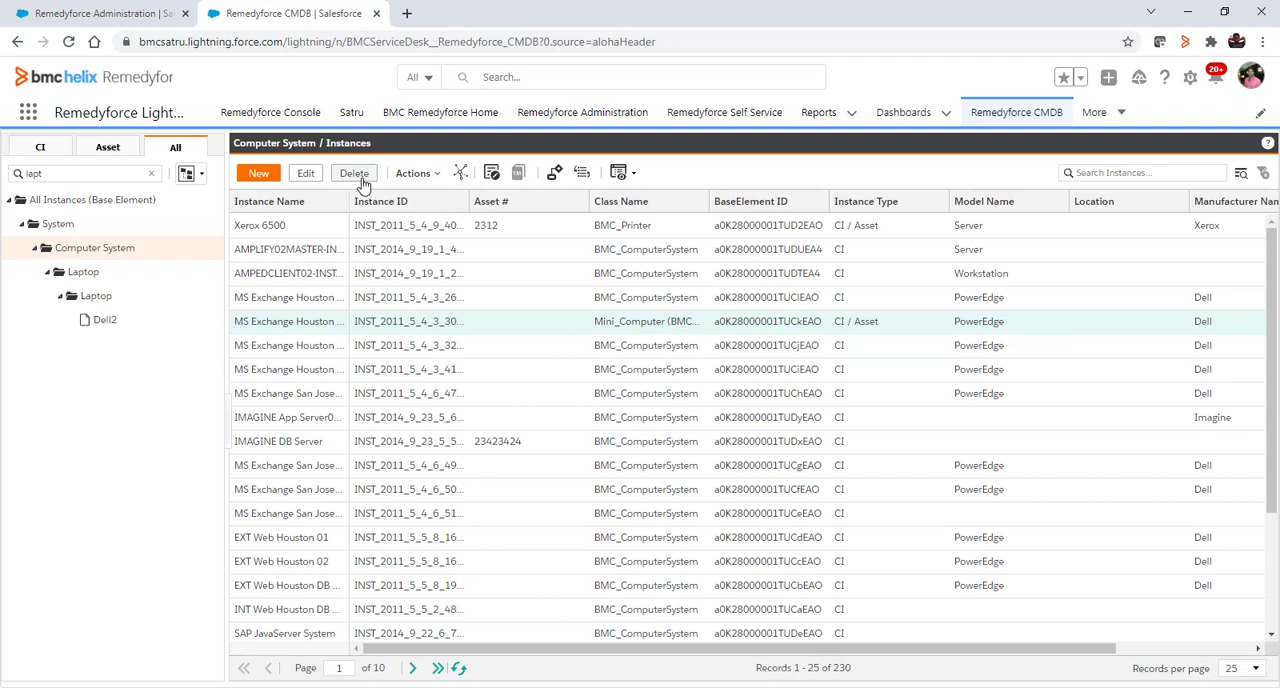 Remedyforce Administration | Sa
Remedyforce CMDB | Salesforce
bmcsatru.lightning.force.com/lightning/n/BMCServiceDesk__Remedyforce_CMDB?0.source=alohaHeader
bmchelix Remedyfor
All
Search...
20+
Remedyforce Light...
Remedyforce Console
Satru
BMC Remedyforce Home
Remedyforce Administration
Remedyforce Self Service
Reports
Dashboards
Remedyforce CMDB
More
CI
Asset
All
Computer System / Instances
lapt
New
Edit
Delete
Actions
Search Instances...
All Instances (Base Element)
System
Computer System
Laptop
Laptop
Dell2
Instance Name Instance ID Asset # Class Name BaseElement ID Instance Type Model Name Location Manufacturer Nan
Xerox 6500 INST_2011_5_4_9_40... 2312 BMC_Printer a0K28000001TUD2EAO CI / Asset Server Xerox
AMPLIFY02MASTER-IN... INST_2014_9_19_1_4... BMC_ComputerSystem a0K28000001TUDUEA4 CI Server
AMPEDCLIENT02-INST... INST_2014_9_19_1_2... BMC_ComputerSystem a0K28000001TUDTEA4 CI Workstation
MS Exchange Houston ... INST_2011_5_4_3_26... BMC_ComputerSystem a0K28000001TUClEAO CI PowerEdge Dell
MS Exchange Houston ... INST_2011_5_4_3_30... Mini_Computer (BMC... a0K28000001TUCkEAO CI / Asset PowerEdge Dell
MS Exchange Houston ... INST_2011_5_4_3_32... BMC_ComputerSystem a0K28000001TUCjEAO CI PowerEdge Dell
MS Exchange Houston ... INST_2011_5_4_3_41... BMC_ComputerSystem a0K28000001TUCiEAO CI PowerEdge Dell
MS Exchange San Jose... INST_2011_5_4_6_47... BMC_ComputerSystem a0K28000001TUChEAO CI PowerEdge Dell
IMAGINE App Server0... INST_2014_9_23_5_6... BMC_ComputerSystem a0K28000001TUDyEAO CI Imagine
IMAGINE DB Server INST_2014_9_23_5_5... 23423424 BMC_ComputerSystem a0K28000001TUDxEAO CI
MS Exchange San Jose... INST_2011_5_4_6_49... BMC_ComputerSystem a0K28000001TUCgEAO CI PowerEdge Dell
MS Exchange San Jose... INST_2011_5_4_6_50... BMC_ComputerSystem a0K28000001TUCfEAO CI PowerEdge Dell
MS Exchange San Jose... INST_2011_5_4_6_51... BMC_ComputerSystem a0K28000001TUCeEAO CI
EXT Web Houston 01 INST_2011_5_5_8_16... BMC_ComputerSystem a0K28000001TUCdEAO CI PowerEdge Dell
EXT Web Houston 02 INST_2011_5_5_8_16... BMC_ComputerSystem a0K28000001TUCcEAO CI PowerEdge Dell
EXT Web Houston DB ... INST_2011_5_5_8_19... BMC_ComputerSystem a0K28000001TUCbEAO CI PowerEdge Dell
INT Web Houston DB ... INST_2011_5_5_2_48... BMC_ComputerSystem a0K28000001TUCaEAO CI
SAP JavaServer System INST_2014_9_22_6_7... BMC_ComputerSystem a0K28000001TUDeEAO CI
Page 1 of 10
Records 1 - 25 of 230
Records per page 25